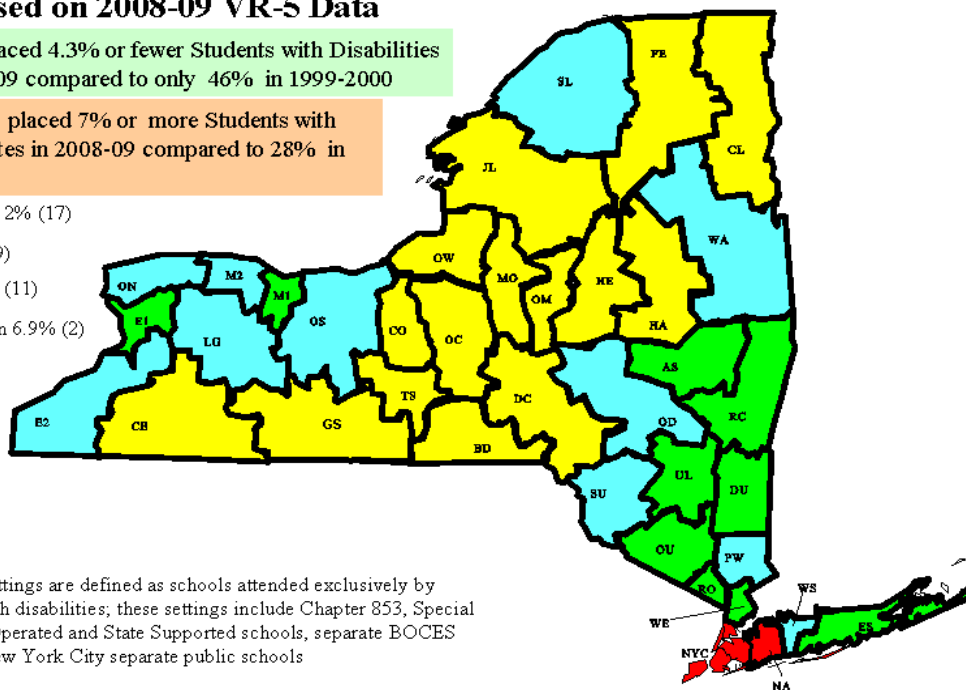 sed on 2008-09 VR-5 Data
aced 4.3% or fewer Students with Disabilities
09 compared to only 46% in 1999-2000
placed 7% or more Students with
tes in 2008-09 compared to 28% in
2% (17)
9)
(11)
n 6.9% (2)
SL
FE
CL
JL
WA
OW
MO
HE
OM
HA
ON
M2
M1
E1
OS
LG
CO
OC
AS
TS
DC
RC
E2
CB
GS
BD
OD
UL
DU
SU
OU
PW
RO
WS
WE
ES
NYC
NA
ttings are defined as schools attended exclusively by
h disabilities; these settings include Chapter 853, Special
perated and State Supported schools, separate BOCES
ew York City separate public schools